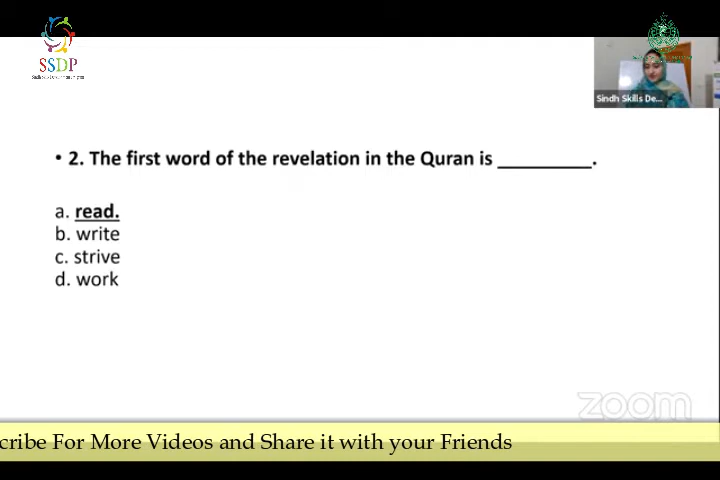 SSDP
Sindh Skills De...
• 2. The first word of the revelation in the Quran is _________.
a. read.
b. write
c. strive
d. work
zoom
cribe For More Videos and Share it with your Friends